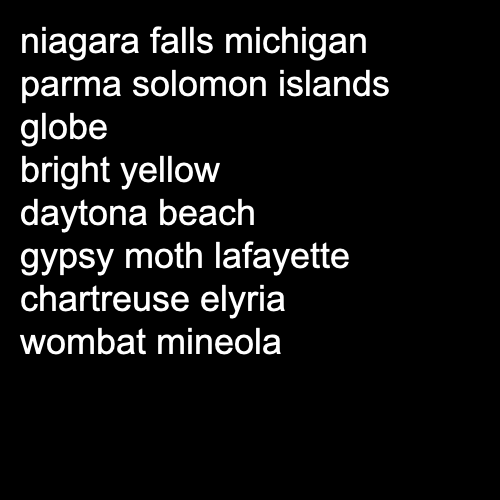 niagara falls michigan
parma solomon islands
globe
bright yellow
daytona beach
gypsy moth lafayette
chartreuse elyria
wombat mineola